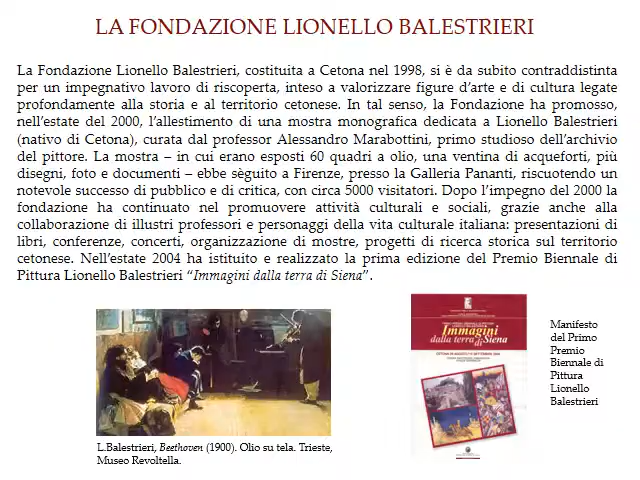 LA FONDAZIONE LIONELLO BALESTRIERI
La Fondazione Lionello Balestrieri, costituita a Cetona nel 1998, si è da subito contraddistinta
per un impegnativo lavoro di riscoperta, inteso a valorizzare figure d’arte e di cultura legate
profondamente alla storia e al territorio cetonese. In tal senso, la Fondazione ha promosso,
nell’estate del 2000, l’allestimento di una mostra monografica dedicata a Lionello Balestrieri
(nativo di Cetona), curata dal professor Alessandro Marabottini, primo studioso dell’archivio
del pittore. La mostra – in cui erano esposti 60 quadri a olio, una ventina di acqueforti, più
disegni, foto e documenti – ebbe sèguito a Firenze, presso la Galleria Pananti, riscuotendo un
notevole successo di pubblico e di critica, con circa 5000 visitatori. Dopo l’impegno del 2000 la
fondazione ha continuato nel promuovere attività culturali e sociali, grazie anche alla
collaborazione di illustri professori e personaggi della vita culturale italiana: presentazioni di
libri, conferenze, concerti, organizzazione di mostre, progetti di ricerca storica sul territorio
cetonese. Nell’estate 2004 ha istituito e realizzato la prima edizione del Premio Biennale di
Pittura Lionello Balestrieri “Immagini dalla terra di Siena”.
Immagini
dalla terra di Siena
Manifesto
del Primo
Premio
Biennale di
Pittura
Lionello
Balestrieri
L.Balestrieri, Beethoven (1900). Olio su tela. Trieste,
Museo Revoltella.